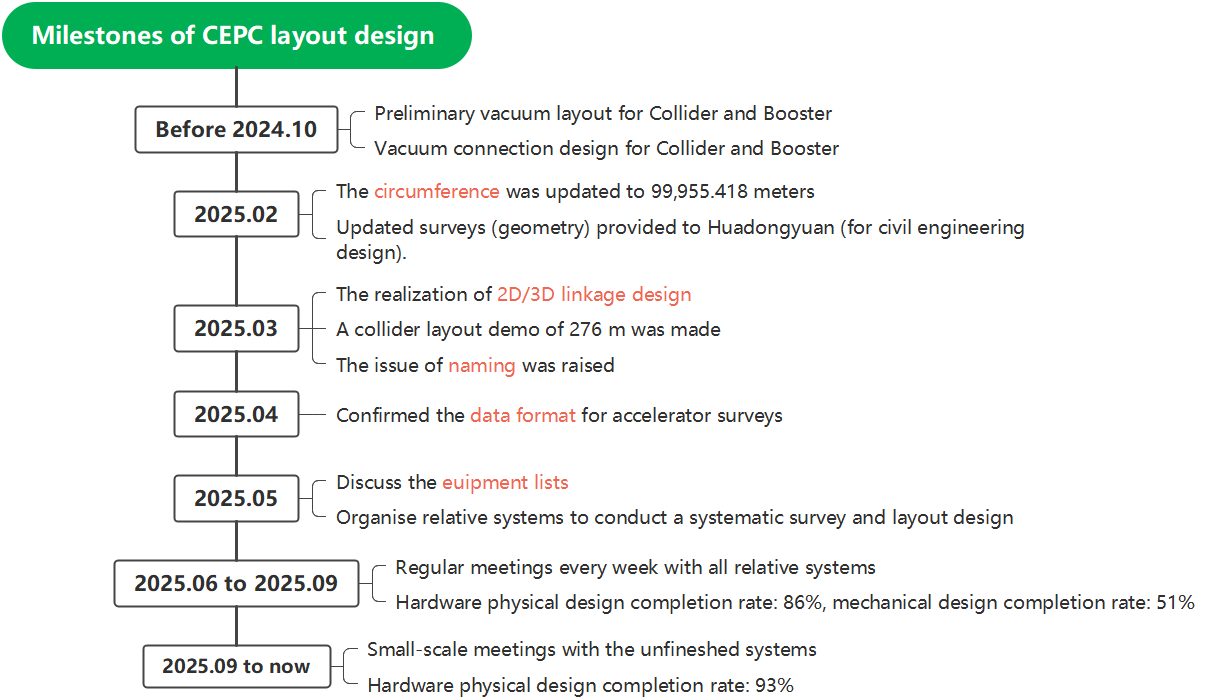 Milestones of CEPC layout design
Before 2024.10
Preliminary vacuum layout for Collider and Booster
Vacuum connection design for Collider and Booster
2025.02
The circumference was updated to 99,955.418 meters
Updated surveys (geometry) provided to Huadongyuan (for civil engineering
design).
2025.03
The realization of 2D/3D linkage design
A collider layout demo of 276 m was made
The issue of naming was raised
2025.04
Confirmed the data format for accelerator surveys
2025.05
Discuss the euipment lists
Organise relative systems to conduct a systematic survey and layout design
2025.06 to 2025.09
Regular meetings every week with all relative systems
Hardware physical design completion rate: 86%, mechanical design completion rate: 51%
2025.09 to now
Small-scale meetings with the unfineshed systems
Hardware physical design completion rate: 93%